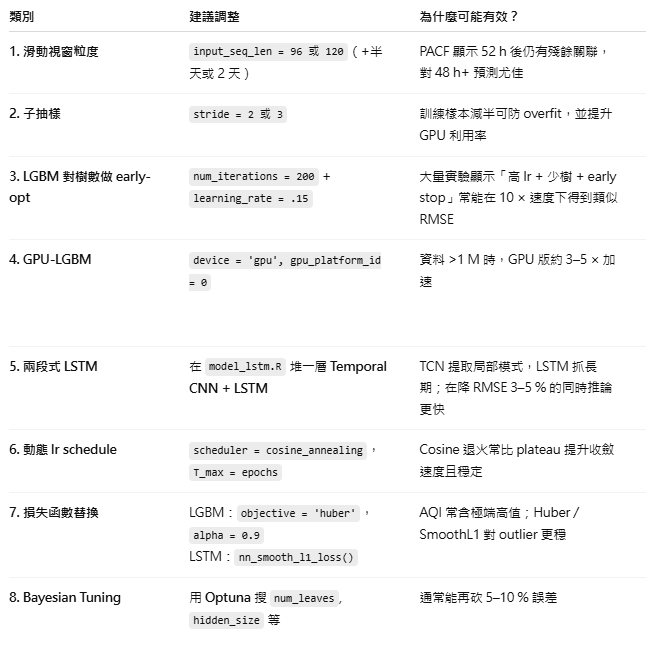 類別 建議調整 為什麼可能有效？
1. 滑動視窗粒度 input_seq_len = 96 或 120（+半 PACF 顯示 52 h 後仍有殘餘關聯，
天或 2 天） 對 48 h+ 預測尤佳
2. 子抽樣 stride = 2 或 3 訓練樣本減半可防 overfit，並提升
GPU 利用率
3. LGBM 對樹數做 early- num_iterations = 200 + 大量實驗顯示「高 lr + 少樹 + early
opt learning_rate = .15 stop」常能在 10 × 速度下得到類似
RMSE
4. GPU-LGBM device = 'gpu', gpu_platform_id 資料 >1 M 時，GPU 版約 3–5 × 加
= 0 速
5. 兩段式 LSTM 在 model_lstm.R 堆一層 Temporal TCN 提取局部模式，LSTM 抓長
CNN + LSTM 期；在降 RMSE 3–5 % 的同時推論
更快
6. 動態 lr schedule scheduler = cosine_annealing， Cosine 退火常比 plateau 提升收斂
T_max = epochs 速度且穩定
7. 損失函數替換 LGBM：objective = 'huber'， AQI 常含極端高值；Huber /
alpha = 0.9 SmoothL1 對 outlier 更穩
LSTM：nn_smooth_l1_loss()
8. Bayesian Tuning 用 Optuna 搜 num_leaves, 通常能再砍 5–10 % 誤差
hidden_size 等